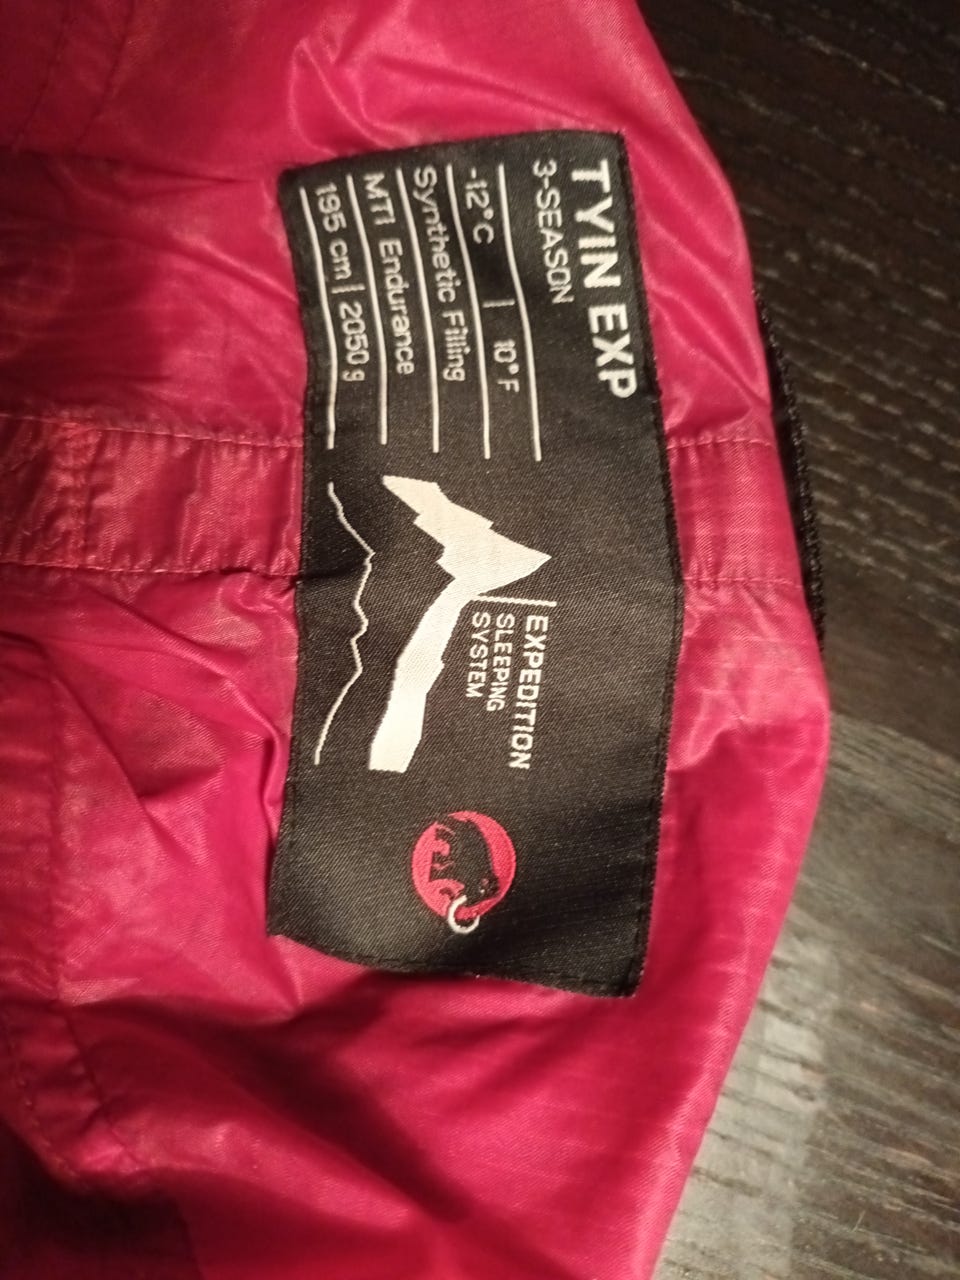 TYIN EXP
3-SEASON
-12°C | 10°F
Synthetic Filling
MTI Endurance
195 cm | 2050 g
EXPEDITION
SLEEPING
SYSTEM